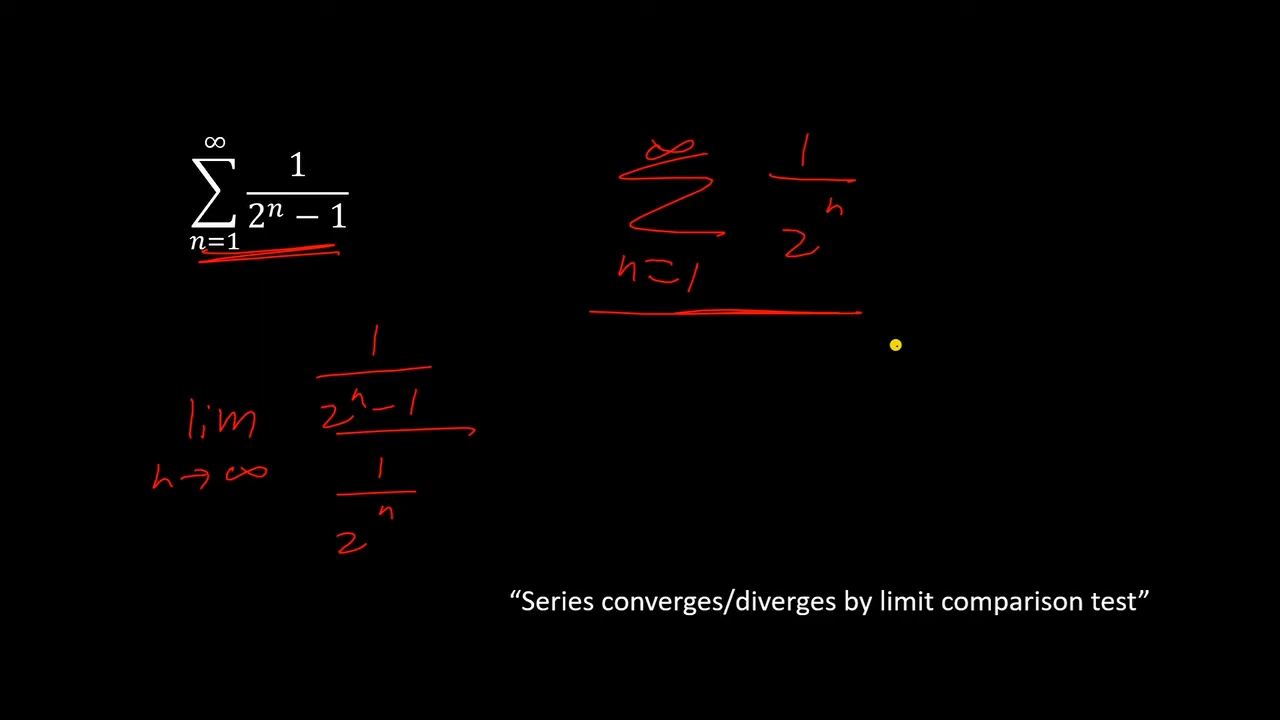 ∞
∑ 1/(2ⁿ − 1)
n=1
∞
∑ 1/2ⁿ
n=1
lim (1/(2ⁿ − 1))/(1/2ⁿ)
n→∞
“Series converges/diverges by limit comparison test”